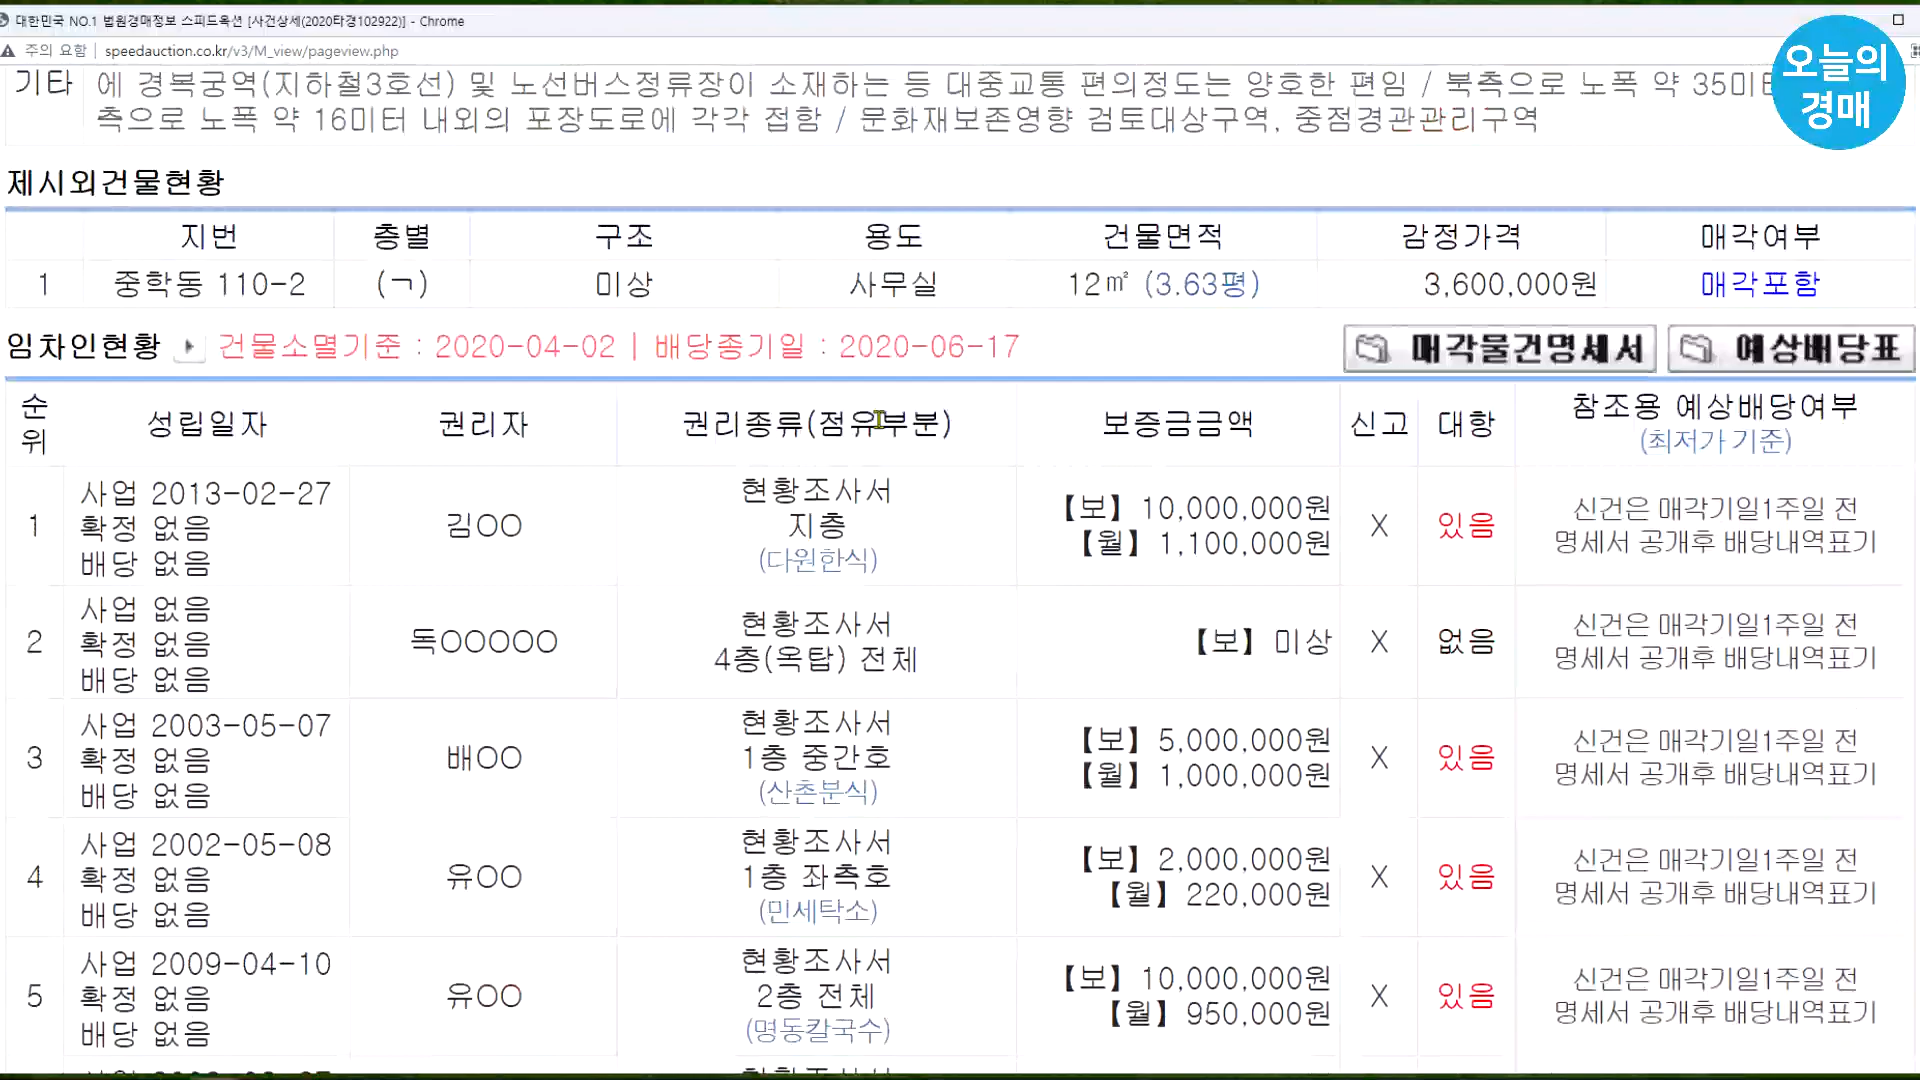 대한민국 NO.1 법원경매정보 스피드옥션 [사건상세(2020타경102922)] - Chrome
주의 요함 | speedauction.co.kr/v3/M_view/pageview.php
오늘의
경매
기타
에 경복궁역(지하철3호선) 및 노선버스정류장이 소재하는 등 대중교통 편의정도는 양호한 편임 / 북측으로 노폭 약 35미터
측으로 노폭 약 16미터 내외의 포장도로에 각각 접함 / 문화재보존영향 검토대상구역, 중점경관관리구역
제시외건물현황
지번 층별 구조 용도 건물면적 감정가격 매각여부
1 중학동 110-2 (ㄱ) 미상 사무실 12㎡ (3.63평) 3,600,000원 매각포함
임차인현황 건물소멸기준 : 2020-04-02 | 배당종기일 : 2020-06-17 매각물건명세서 예상배당표
순위 성립일자 권리자 권리종류(점유부분) 보증금금액 신고 대항 참조용 예상배당여부
(최저가 기준)
1 사업 2013-02-27
확정 없음
배당 없음
김OO
현황조사서
지층
(다원한식)
【보】 10,000,000원
【월】 1,100,000원
X 있음
신건은 매각기일1주일 전
명세서 공개후 배당내역표기
2 사업 없음
확정 없음
배당 없음
독OOOOO
현황조사서
4층(옥탑) 전체
【보】 미상
X 없음
신건은 매각기일1주일 전
명세서 공개후 배당내역표기
3 사업 2003-05-07
확정 없음
배당 없음
배OO
현황조사서
1층 중간호
(산촌분식)
【보】 5,000,000원
【월】 1,000,000원
X 있음
신건은 매각기일1주일 전
명세서 공개후 배당내역표기
4 사업 2002-05-08
확정 없음
배당 없음
유OO
현황조사서
1층 좌측호
(민세탁소)
【보】 2,000,000원
【월】 220,000원
X 있음
신건은 매각기일1주일 전
명세서 공개후 배당내역표기
5 사업 2009-04-10
확정 없음
배당 없음
유OO
현황조사서
2층 전체
(명동칼국수)
【보】 10,000,000원
【월】 950,000원
X 있음
신건은 매각기일1주일 전
명세서 공개후 배당내역표기